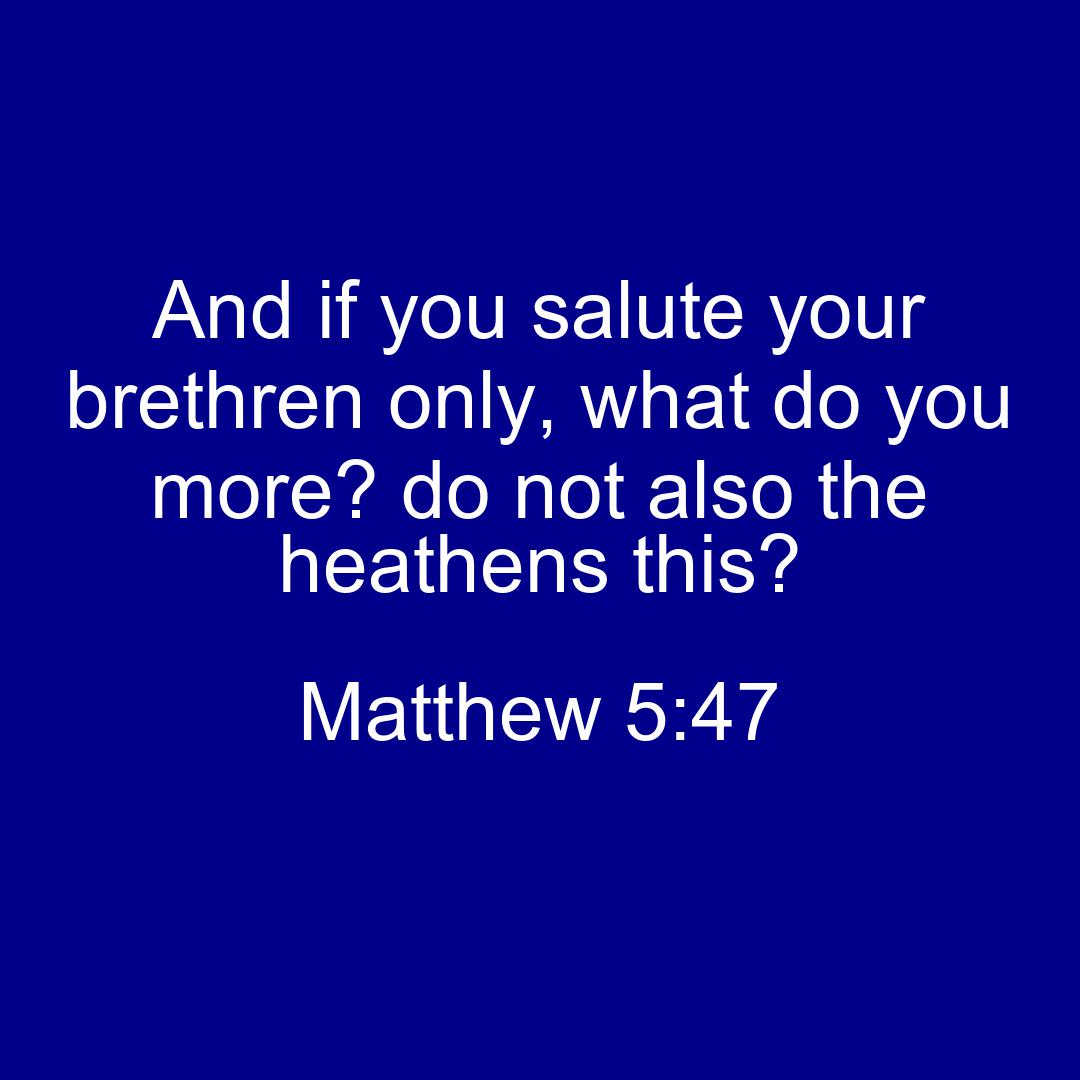 And if you salute your
brethren only, what do you
more? do not also the
heathens this?
Matthew 5:47